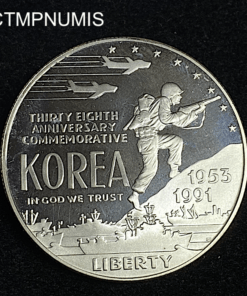 CTMPNUMIS
THIRTY EIGHTH
ANNIVERSARY
COMMEMORATIVE
KOREA
IN GOD WE TRUST
1953
1991
LIBERTY